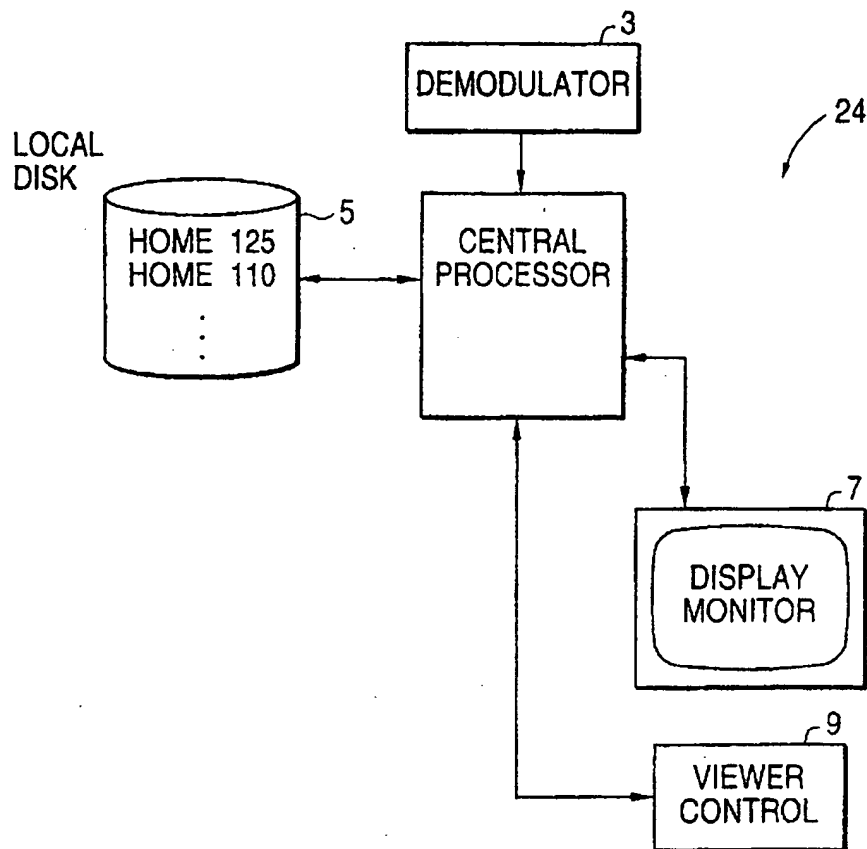 3
DEMODULATOR
24
LOCAL
DISK
5
HOME 125
HOME 110
CENTRAL
PROCESSOR
7
DISPLAY
MONITOR
9
VIEWER
CONTROL